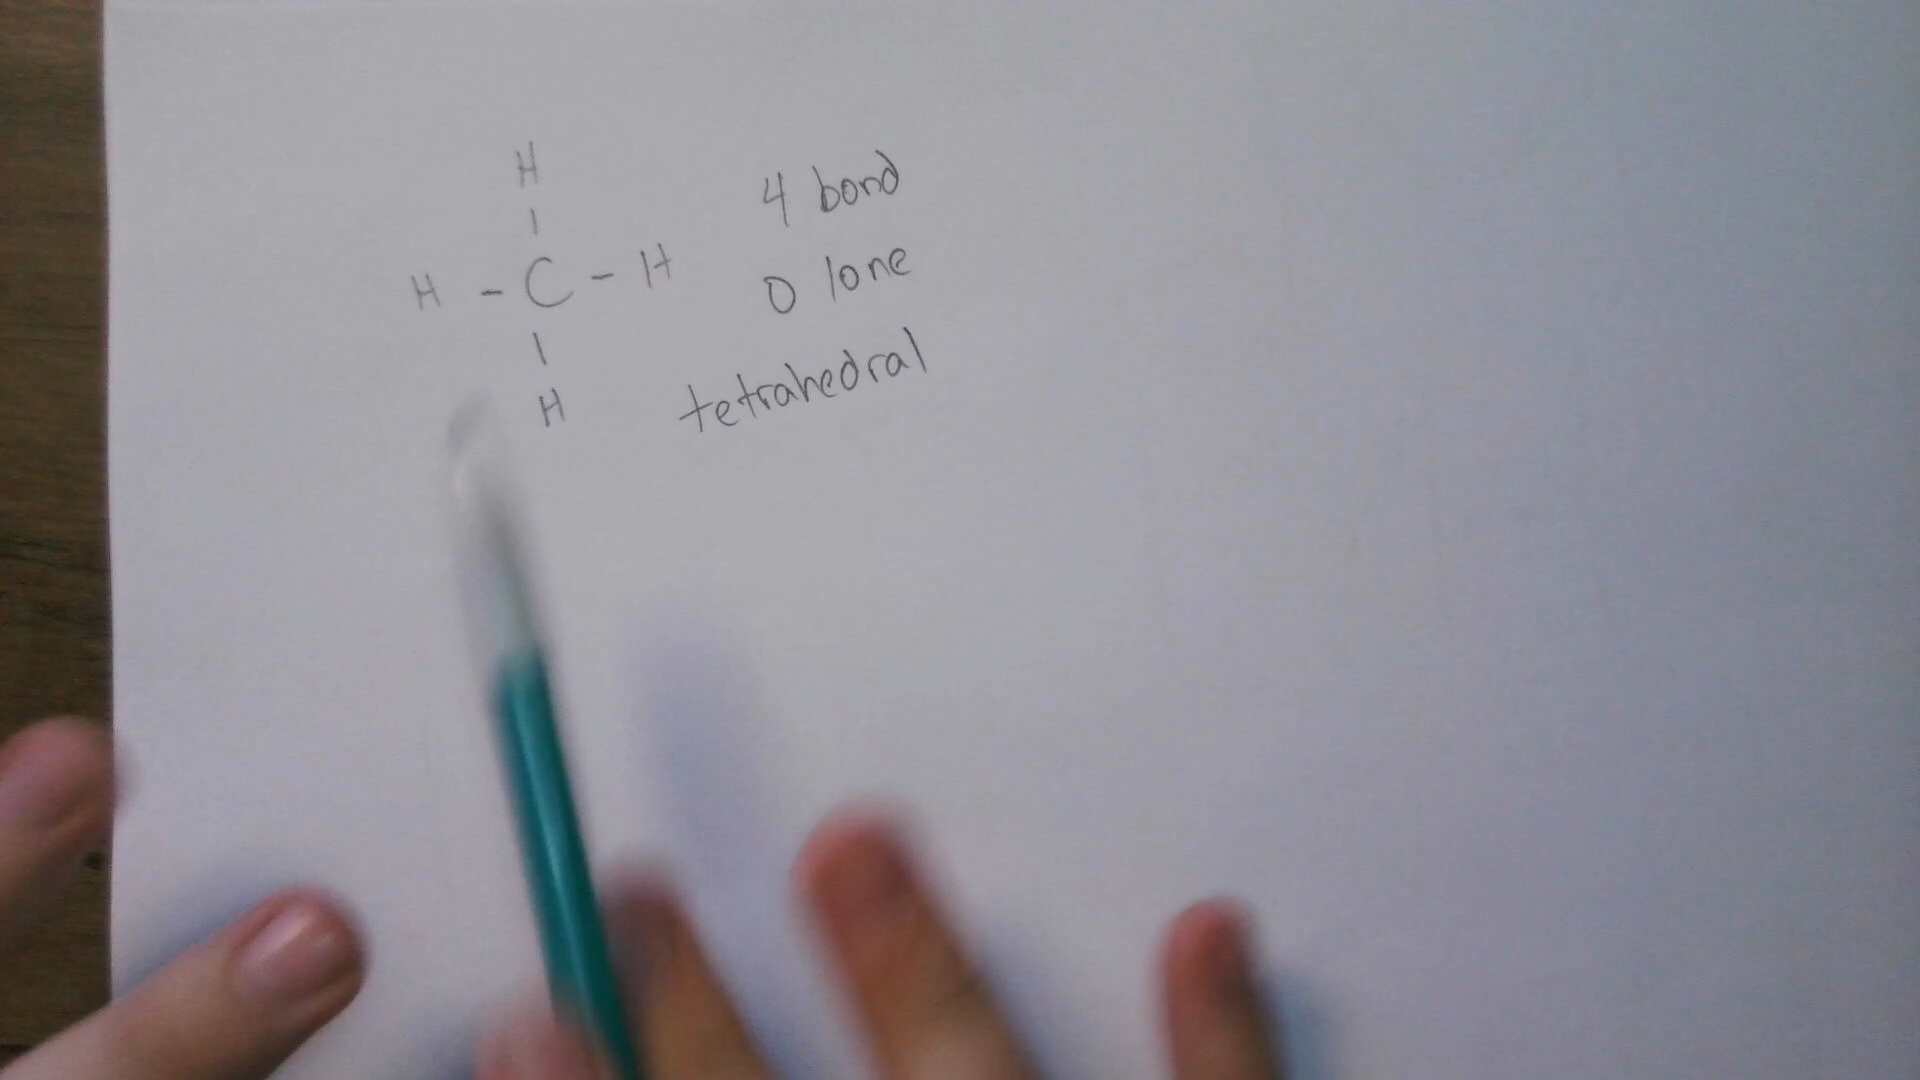 H
|
H - C - H
|
H
4 bond
0 lone
tetrahedral